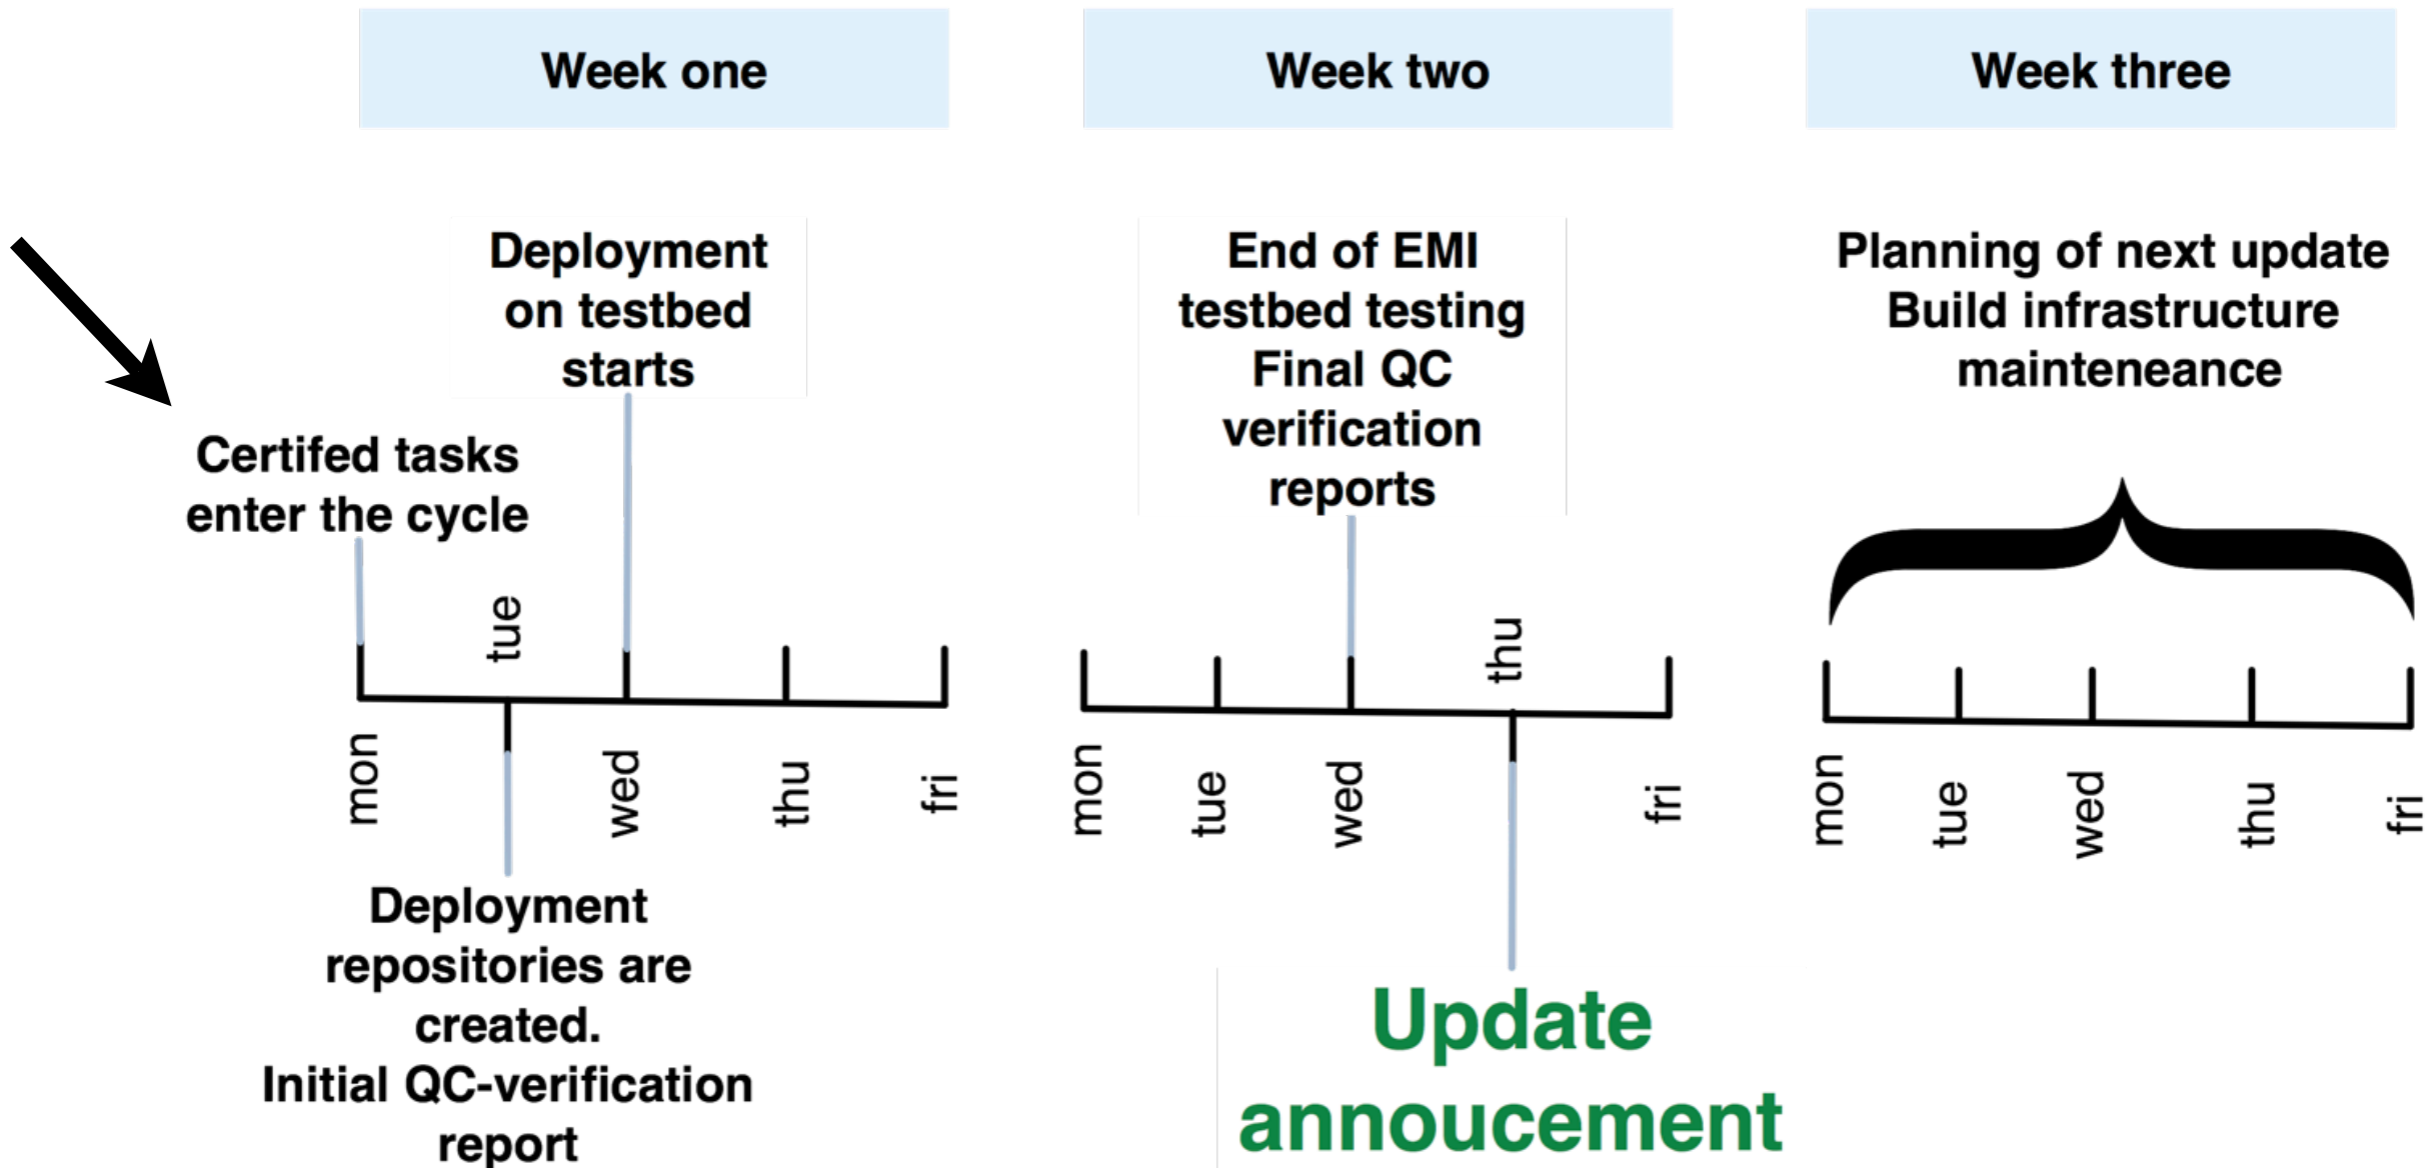 Week one
Week two
Week three
Deployment
on testbed
starts
Certifed tasks
enter the cycle
tue
mon
wed
thu
fri
Deployment
repositories are
created.
Initial QC-verification
report
End of EMI
testbed testing
Final QC
verification
reports
thu
mon
tue
wed
fri
Update
annoucement
Planning of next update
Build infrastructure
mainteneance
mon
tue
wed
thu
fri